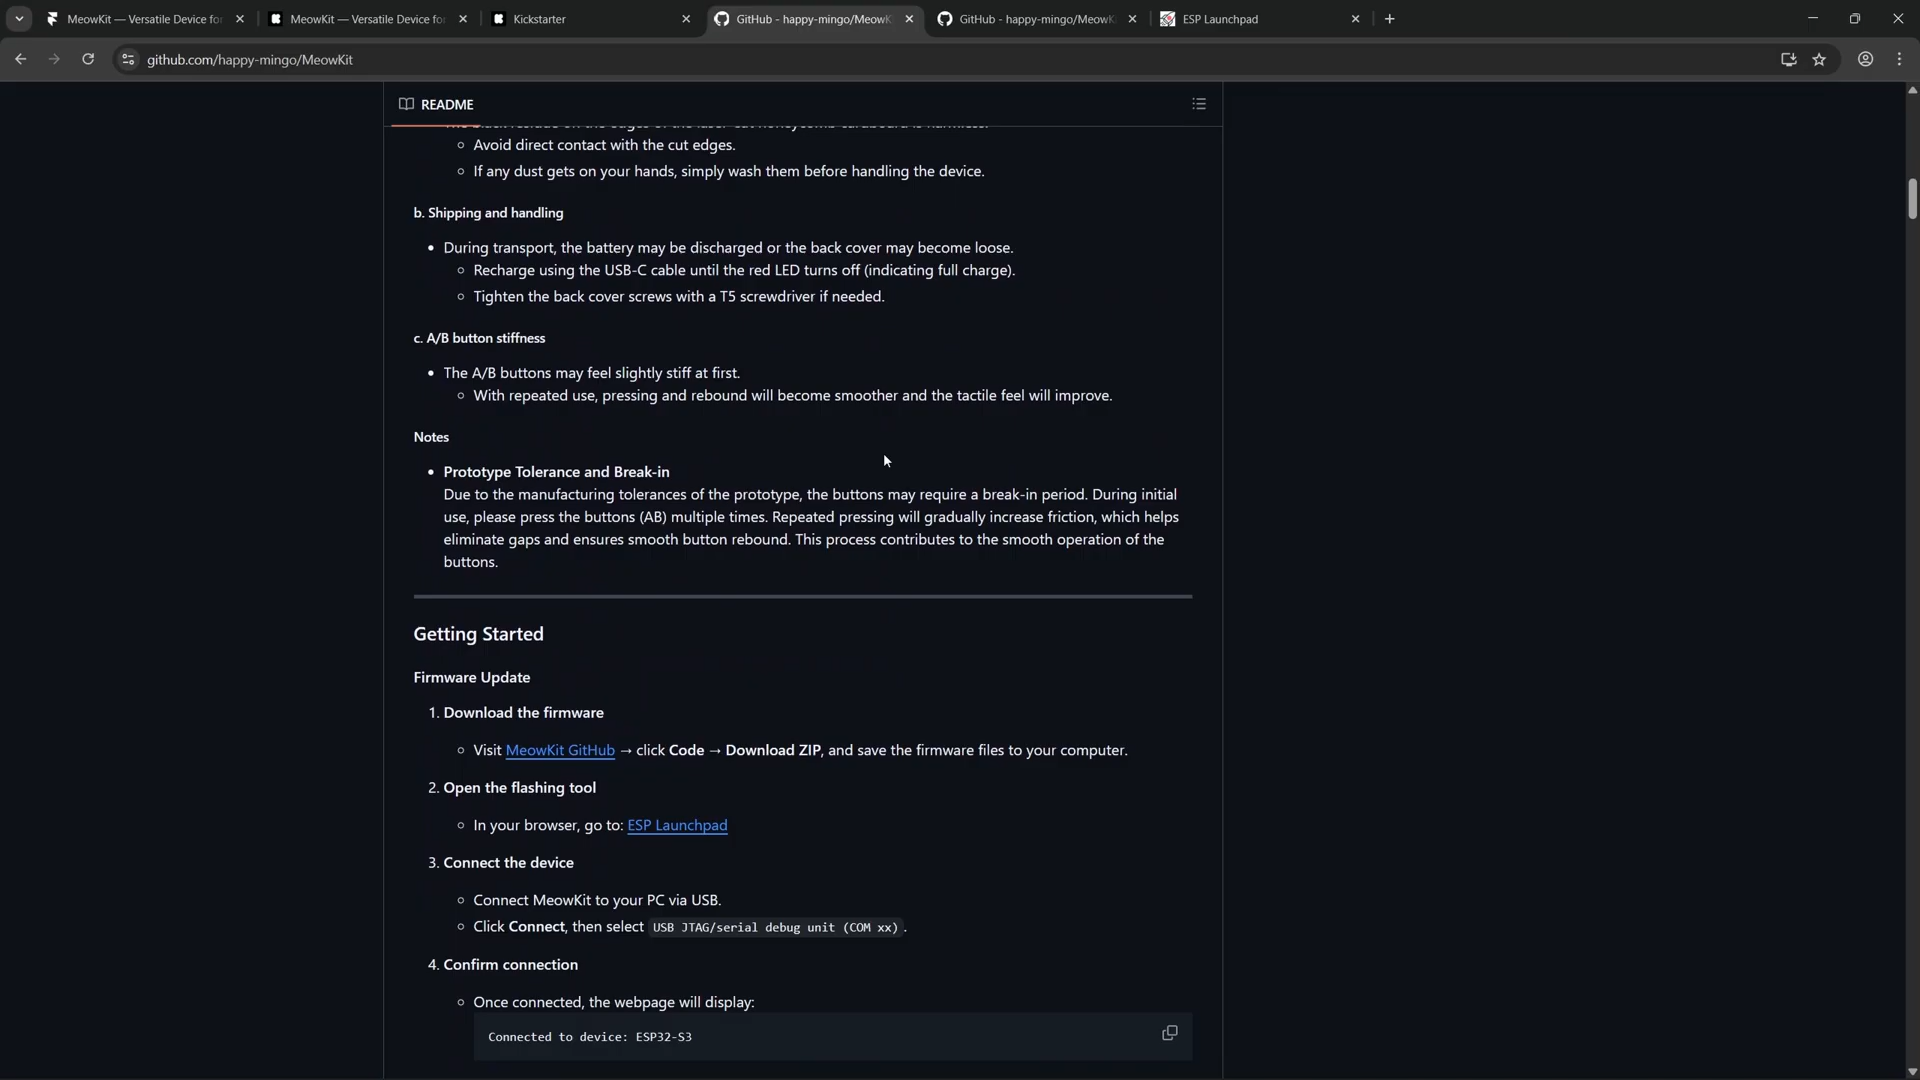 MeowKit — Versatile Device for
MeowKit — Versatile Device for
Kickstarter
GitHub - happy-mingo/MeowK
GitHub - happy-mingo/MeowK
ESP Launchpad
github.com/happy-mingo/MeowKit
README
Avoid direct contact with the cut edges.
If any dust gets on your hands, simply wash them before handling the device.
b. Shipping and handling
During transport, the battery may be discharged or the back cover may become loose.
Recharge using the USB-C cable until the red LED turns off (indicating full charge).
Tighten the back cover screws with a T5 screwdriver if needed.
c. A/B button stiffness
The A/B buttons may feel slightly stiff at first.
With repeated use, pressing and rebound will become smoother and the tactile feel will improve.
Notes
Prototype Tolerance and Break-in
Due to the manufacturing tolerances of the prototype, the buttons may require a break-in period. During initial
use, please press the buttons (AB) multiple times. Repeated pressing will gradually increase friction, which helps
eliminate gaps and ensures smooth button rebound. This process contributes to the smooth operation of the
buttons.
Getting Started
Firmware Update
1. Download the firmware
Visit MeowKit GitHub → click Code → Download ZIP, and save the firmware files to your computer.
2. Open the flashing tool
In your browser, go to: ESP Launchpad
3. Connect the device
Connect MeowKit to your PC via USB.
Click Connect, then select USB JTAG/serial debug unit (COM xx).
4. Confirm connection
Once connected, the webpage will display:
Connected to device: ESP32-S3